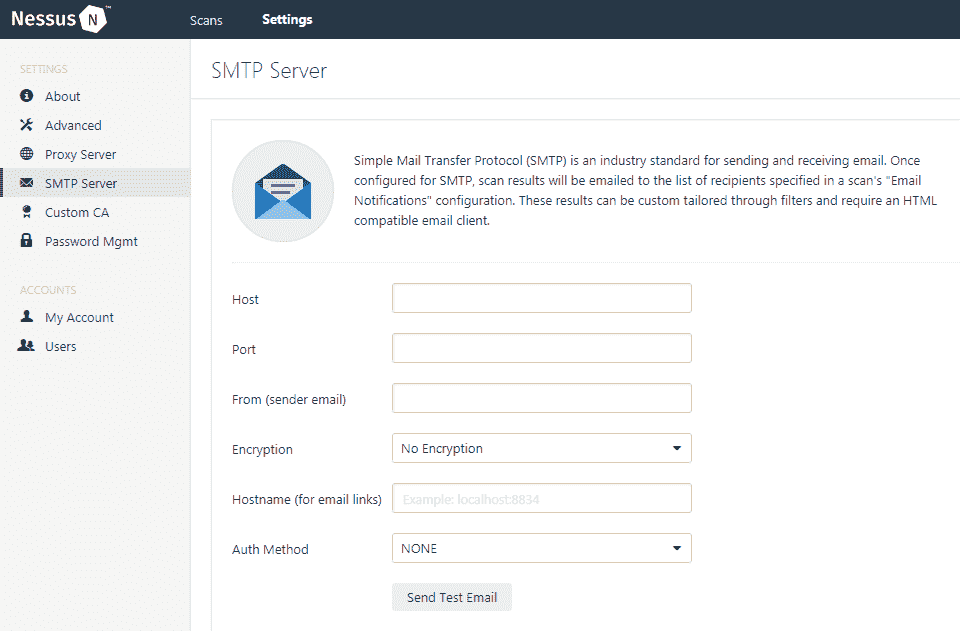 Nessus N ™
Scans
Settings
SETTINGS
About
Advanced
Proxy Server
SMTP Server
Custom CA
Password Mgmt
ACCOUNTS
My Account
Users
SMTP Server
Simple Mail Transfer Protocol (SMTP) is an industry standard for sending and receiving email. Once
configured for SMTP, scan results will be emailed to the list of recipients specified in a scan's "Email
Notifications" configuration. These results can be custom tailored through filters and require an HTML
compatible email client.
Host
Port
From (sender email)
Encryption
No Encryption
Hostname (for email links)
Example: localhost:8834
Auth Method
NONE
Send Test Email